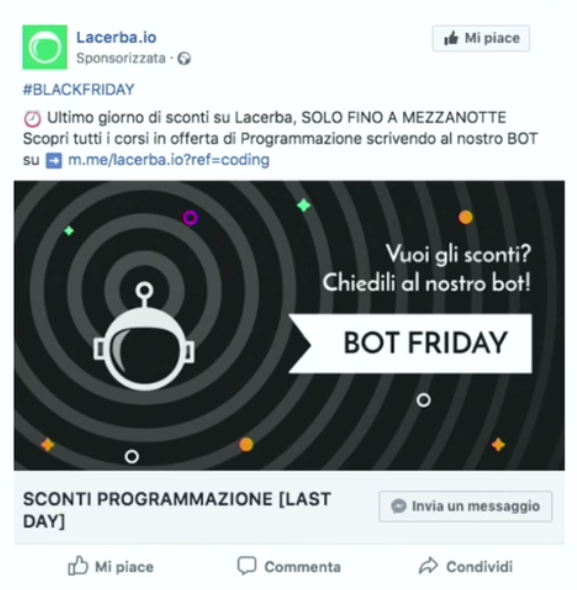 Lacerba.io
Mi piace
Sponsorizzata ·
#BLACKFRIDAY
Ultimo giorno di sconti su Lacerba, SOLO FINO A MEZZANOTTE
Scopri tutti i corsi in offerta di Programmazione scrivendo al nostro BOT
su ➡ m.me/lacerba.io?ref=coding
Vuoi gli sconti?
Chiedili al nostro bot!
BOT FRIDAY
SCONTI PROGRAMMAZIONE [LAST
DAY]
Invia un messaggio
Mi piace
Commenta
Condividi